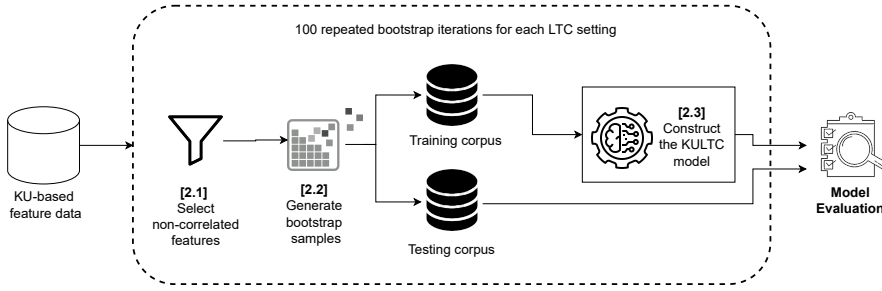 100 repeated bootstrap iterations for each LTC setting
KU-based
feature data
[2.1]
Select
non-correlated
features
[2.2]
Generate
bootstrap
samples
Training corpus
Testing corpus
[2.3]
Construct
the KULTC
model
Model
Evaluation